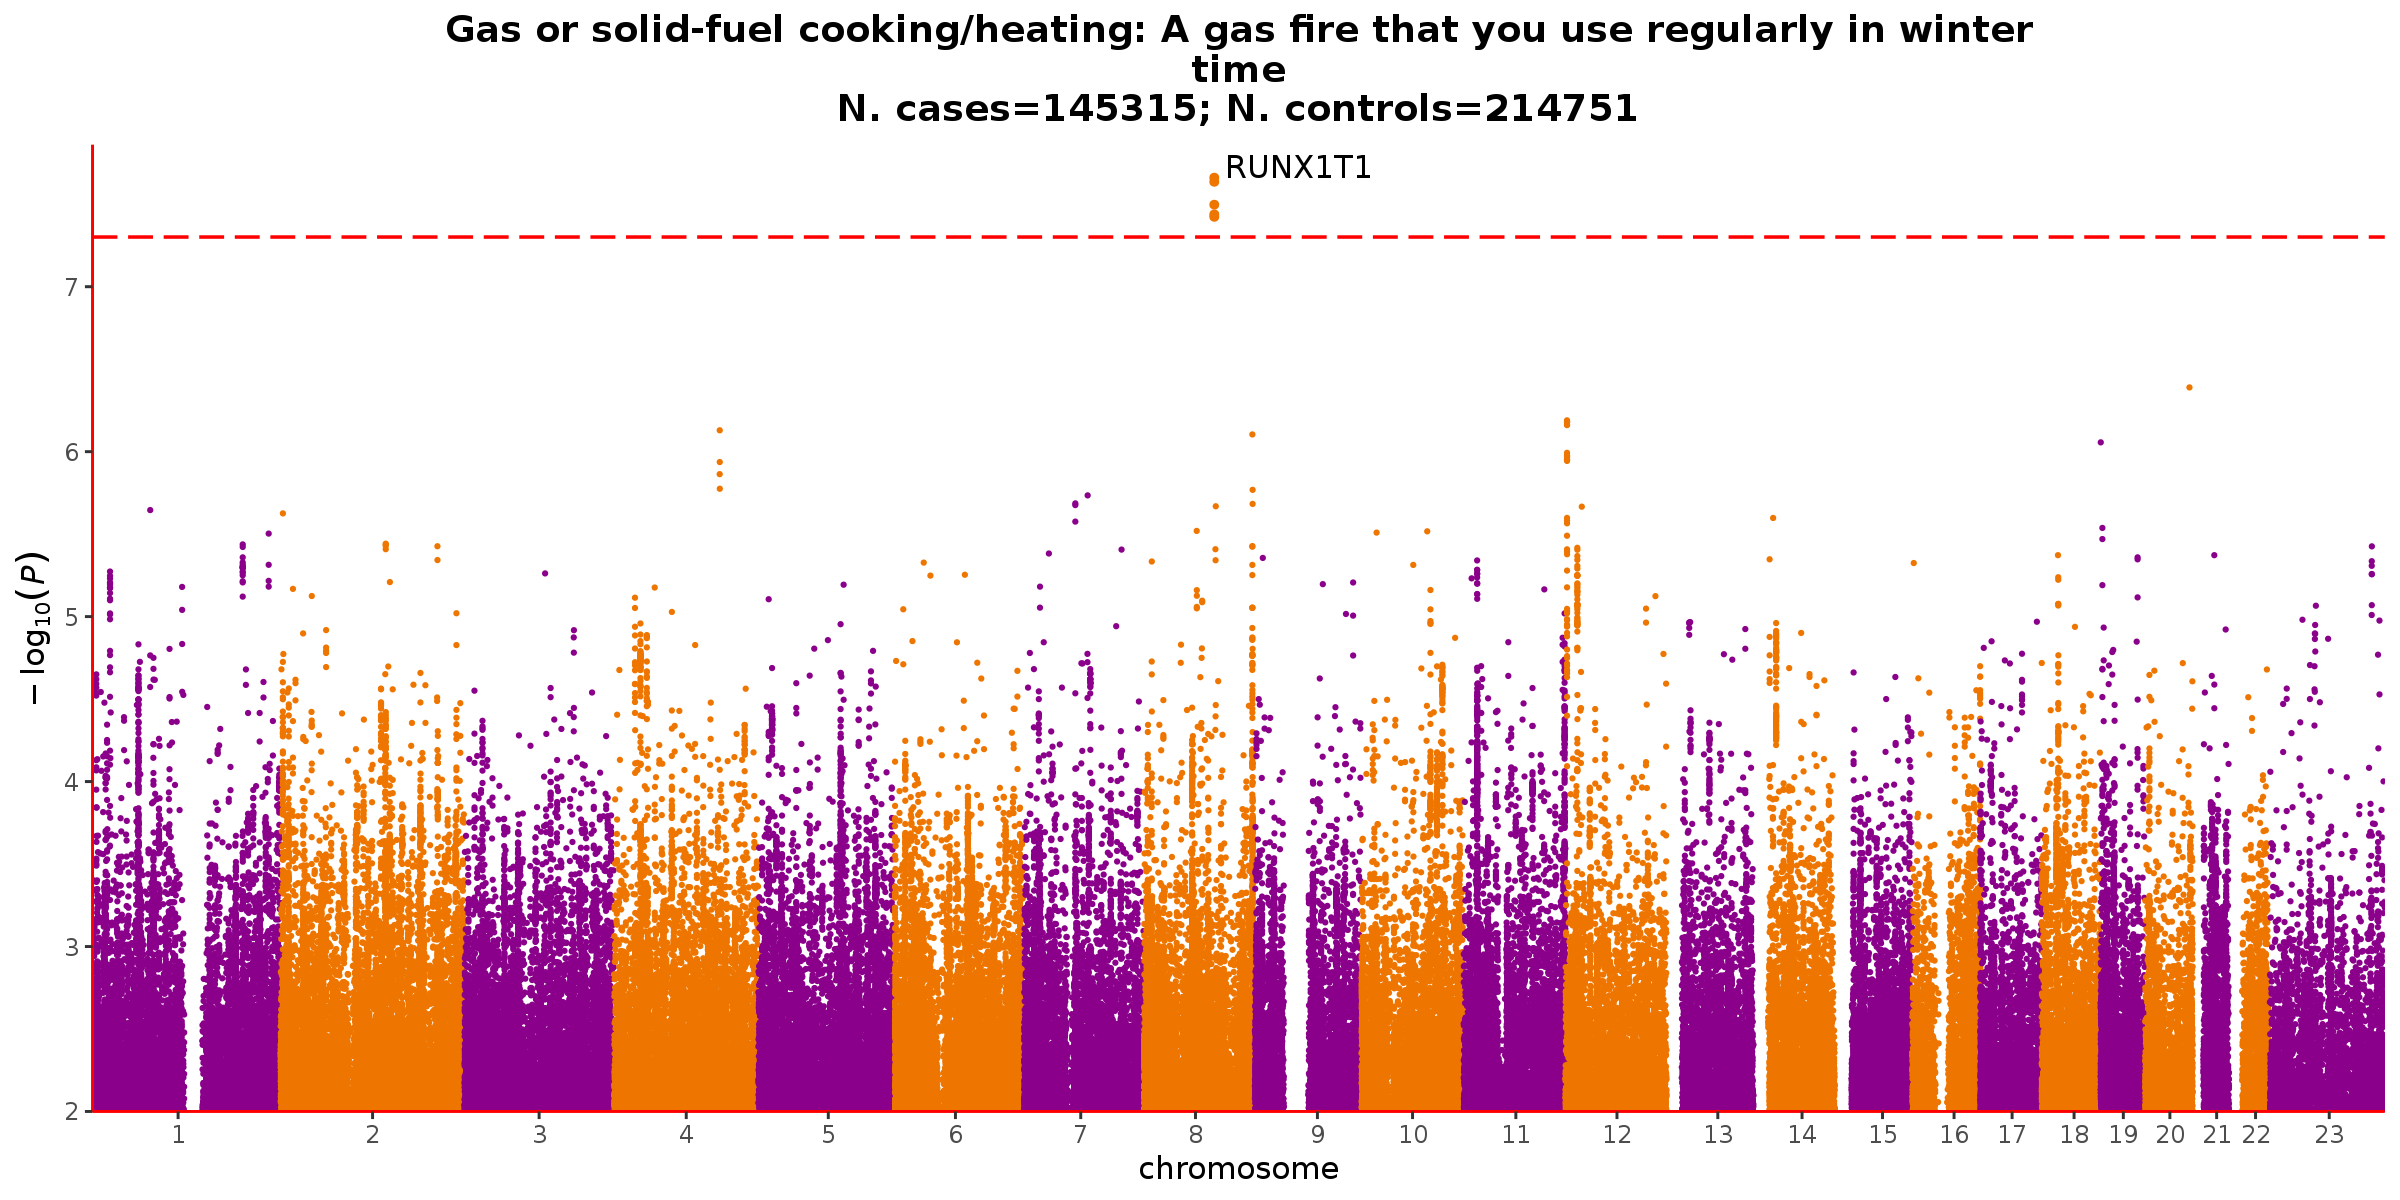 Gas or solid-fuel cooking/heating: A gas fire that you use regularly in winter
time
N. cases=145315; N. controls=214751
RUNX1T1
7
6
5
4
3
2
− log₁₀(P)
1 2 3 4 5 6 7 8 9 10 11 12 13 14 15 16 17 18 19 20 21 22 23
chromosome